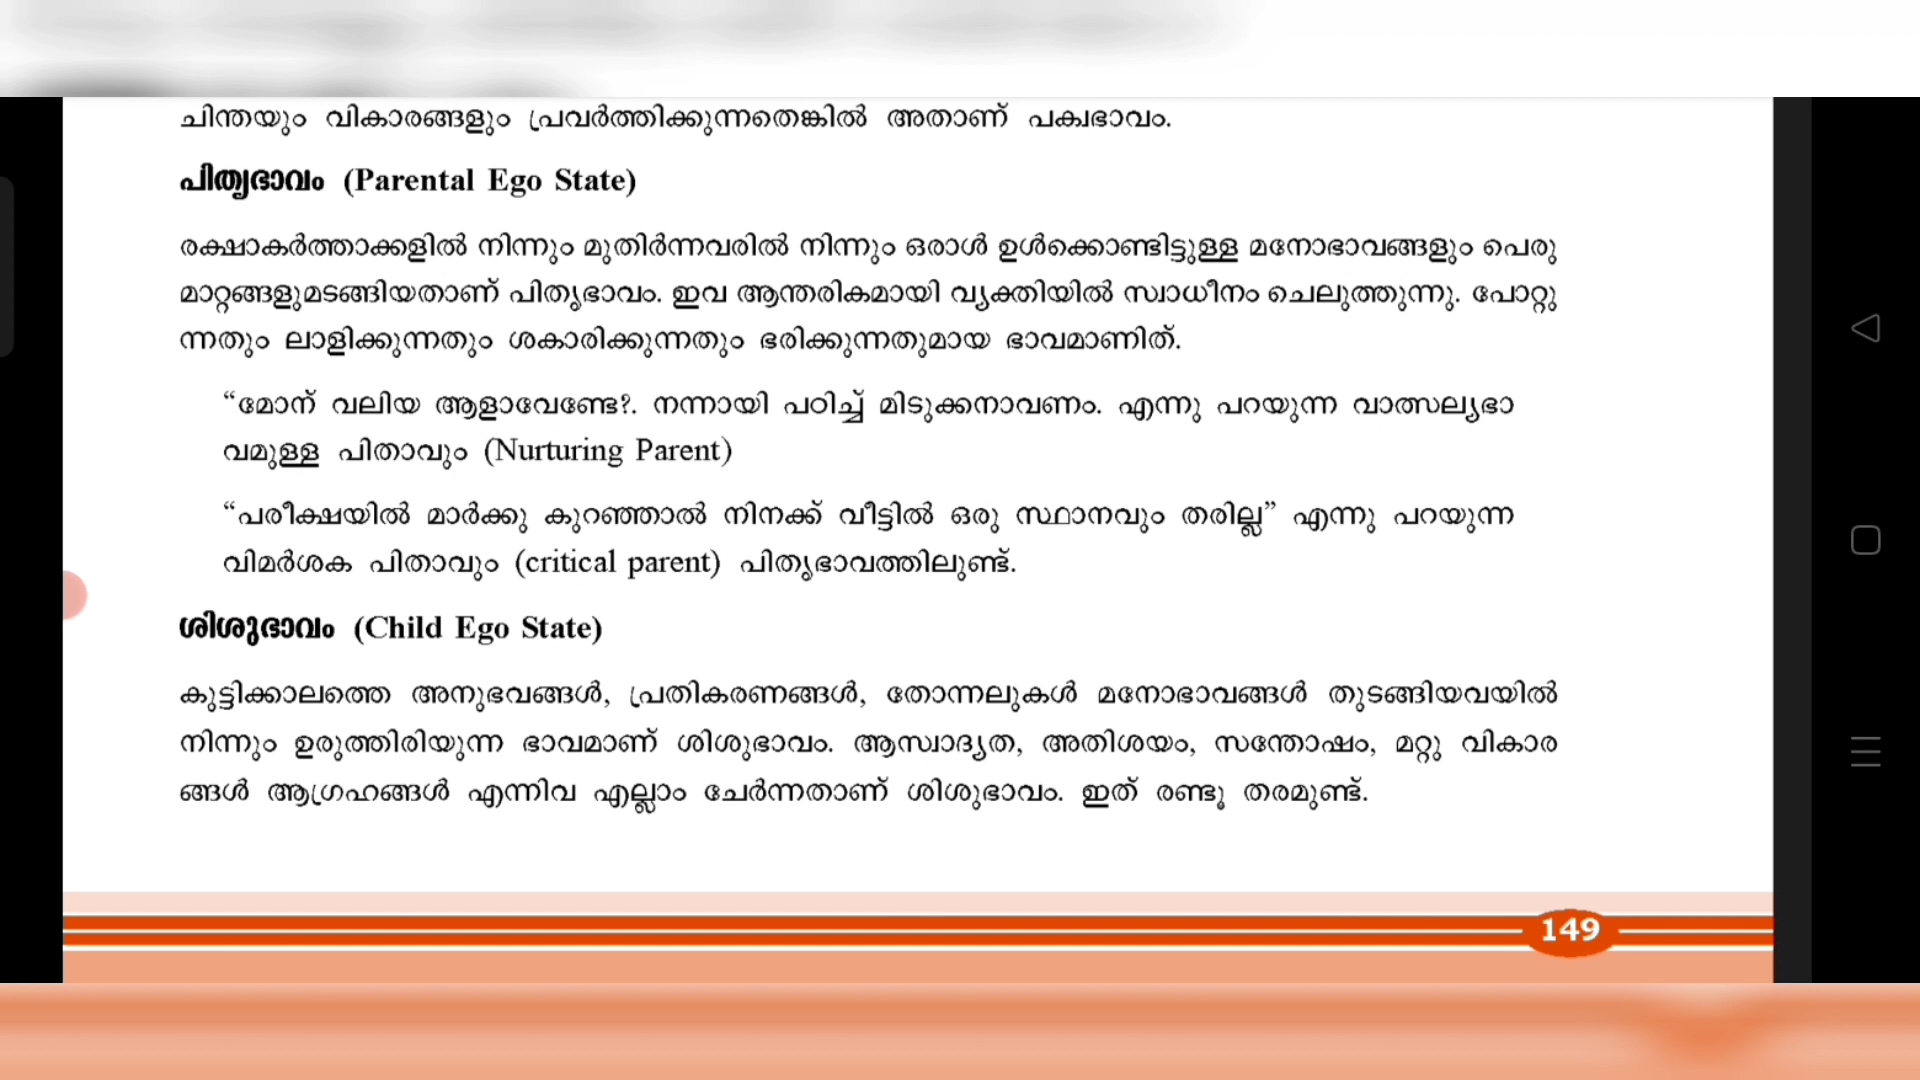 ചിന്തയും വികാരങ്ങളും പ്രവർത്തിക്കുന്നതെങ്കിൽ അതാണ് പക്വഭാവം.
പിതൃഭാവം (Parental Ego State)
രക്ഷാകർത്താക്കളിൽ നിന്നും മുതിർന്നവരിൽ നിന്നും ഒരാൾ ഉൾക്കൊണ്ടിട്ടുള്ള മനോഭാവങ്ങളും പെരു
മാറ്റങ്ങളുമടങ്ങിയതാണ് പിതൃഭാവം. ഇവ ആന്തരികമായി വ്യക്തിയിൽ സ്വാധീനം ചെലുത്തുന്നു. പോറ്റു
ന്നതും ലാളിക്കുന്നതും ശകാരിക്കുന്നതും ഭരിക്കുന്നതുമായ ഭാവമാണിത്.
“മോന് വലിയ ആളാവേണ്ടേ?. നന്നായി പഠിച്ച് മിടുക്കനാവണം. എന്നു പറയുന്ന വാത്സല്യഭാ
വമുള്ള പിതാവും (Nurturing Parent)
“പരീക്ഷയിൽ മാർക്കു കുറഞ്ഞാൽ നിനക്ക് വീട്ടിൽ ഒരു സ്ഥാനവും തരില്ല” എന്നു പറയുന്ന
വിമർശക പിതാവും (critical parent) പിതൃഭാവത്തിലുണ്ട്.
ശിശുഭാവം (Child Ego State)
കുട്ടിക്കാലത്തെ അനുഭവങ്ങൾ, പ്രതികരണങ്ങൾ, തോന്നലുകൾ മനോഭാവങ്ങൾ തുടങ്ങിയവയിൽ
നിന്നും ഉരുത്തിരിയുന്ന ഭാവമാണ് ശിശുഭാവം. ആസ്വാദ്യത, അതിശയം, സന്തോഷം, മറ്റു വികാര
ങ്ങൾ ആഗ്രഹങ്ങൾ എന്നിവ എല്ലാം ചേർന്നതാണ് ശിശുഭാവം. ഇത് രണ്ടൂ തരമുണ്ട്.
149